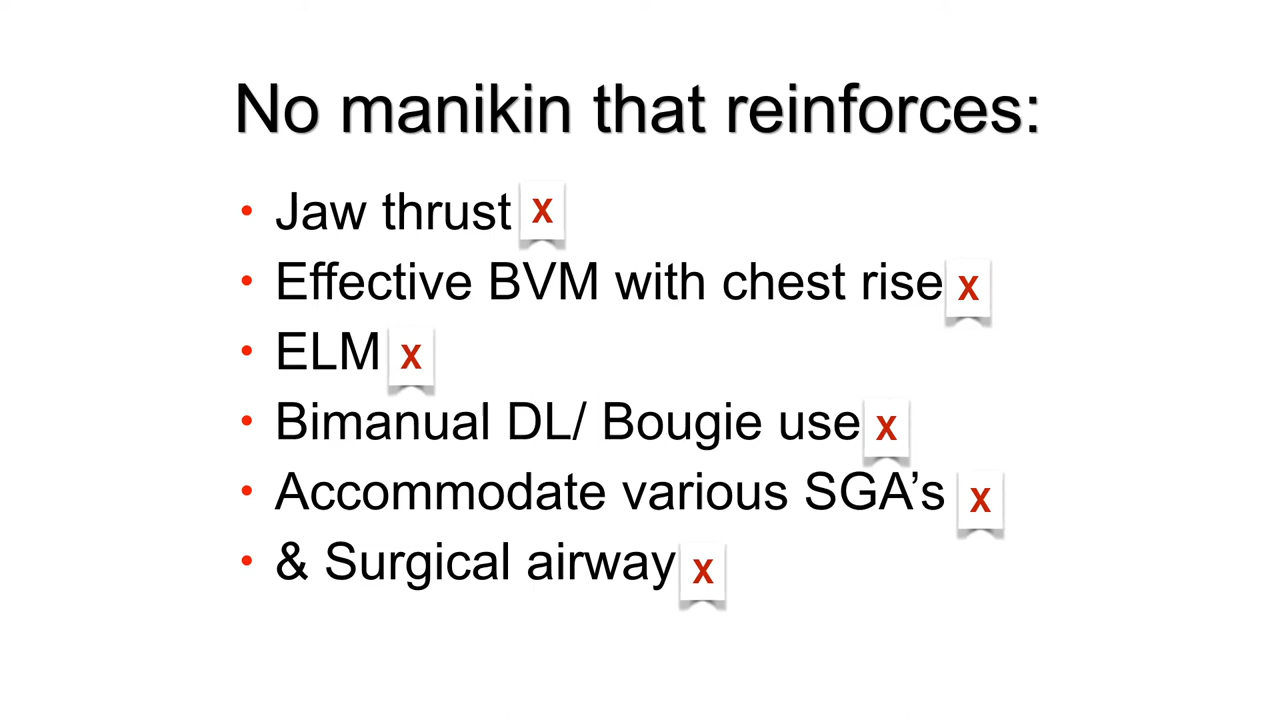 No manikin that reinforces:
• Jaw thrust x
• Effective BVM with chest rise x
• ELM x
• Bimanual DL/ Bougie use x
• Accommodate various SGA’s x
• & Surgical airway x